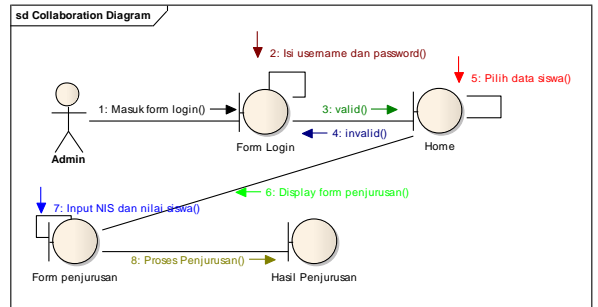 sd Collaboration Diagram
2: Isi username dan password()
5: Pilih data siswa()
1: Masuk form login()
3: valid()
4: invalid()
Admin
Form Login
Home
6: Display form penjurusan()
7: Input NIS dan nilai siswa()
8: Proses Penjurusan()
Form penjurusan
Hasil Penjurusan